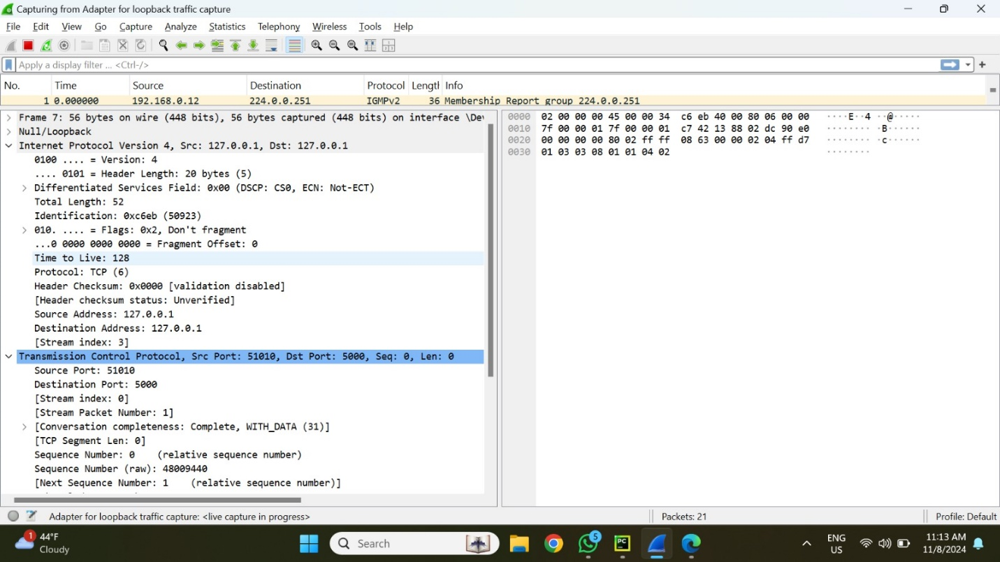 Capturing from Adapter for loopback traffic capture
File Edit View Go Capture Analyze Statistics Telephony Wireless Tools Help
Apply a display filter ... <Ctrl-/>
No. Time Source Destination Protocol Lengtl Info
1 0.000000 192.168.0.12 224.0.0.251 IGMPv2 36 Membership Report group 224.0.0.251
Frame 7: 56 bytes on wire (448 bits), 56 bytes captured (448 bits) on interface \De
Null/Loopback
Internet Protocol Version 4, Src: 127.0.0.1, Dst: 127.0.0.1
0100 .... = Version: 4
.... 0101 = Header Length: 20 bytes (5)
Differentiated Services Field: 0x00 (DSCP: CS0, ECN: Not-ECT)
Total Length: 52
Identification: 0xc6eb (50923)
010. .... = Flags: 0x2, Don't fragment
...0 0000 0000 0000 = Fragment Offset: 0
Time to Live: 128
Protocol: TCP (6)
Header Checksum: 0x0000 [validation disabled]
[Header checksum status: Unverified]
Source Address: 127.0.0.1
Destination Address: 127.0.0.1
[Stream index: 3]
Transmission Control Protocol, Src Port: 51010, Dst Port: 5000, Seq: 0, Len: 0
Source Port: 51010
Destination Port: 5000
[Stream index: 0]
[Stream Packet Number: 1]
[Conversation completeness: Complete, WITH_DATA (31)]
[TCP Segment Len: 0]
Sequence Number: 0 (relative sequence number)
Sequence Number (raw): 48009440
[Next Sequence Number: 1 (relative sequence number)]
0000 02 00 00 00 45 00 00 34 c6 eb 40 00 80 06 00 00 ····E··4 ··@·····
0010 7f 00 00 01 7f 00 00 01 c7 42 13 88 02 dc 90 e0 ········ ·B······
0020 00 00 00 00 80 02 ff ff 08 63 00 00 02 04 ff d7 ········ ·c······
0030 01 03 03 08 01 01 04 02 ········
Adapter for loopback traffic capture: <live capture in progress>
Packets: 21
Profile: Default
1
44°F
Cloudy
Search
5
PC
ENG
US
11:13 AM
11/8/2024